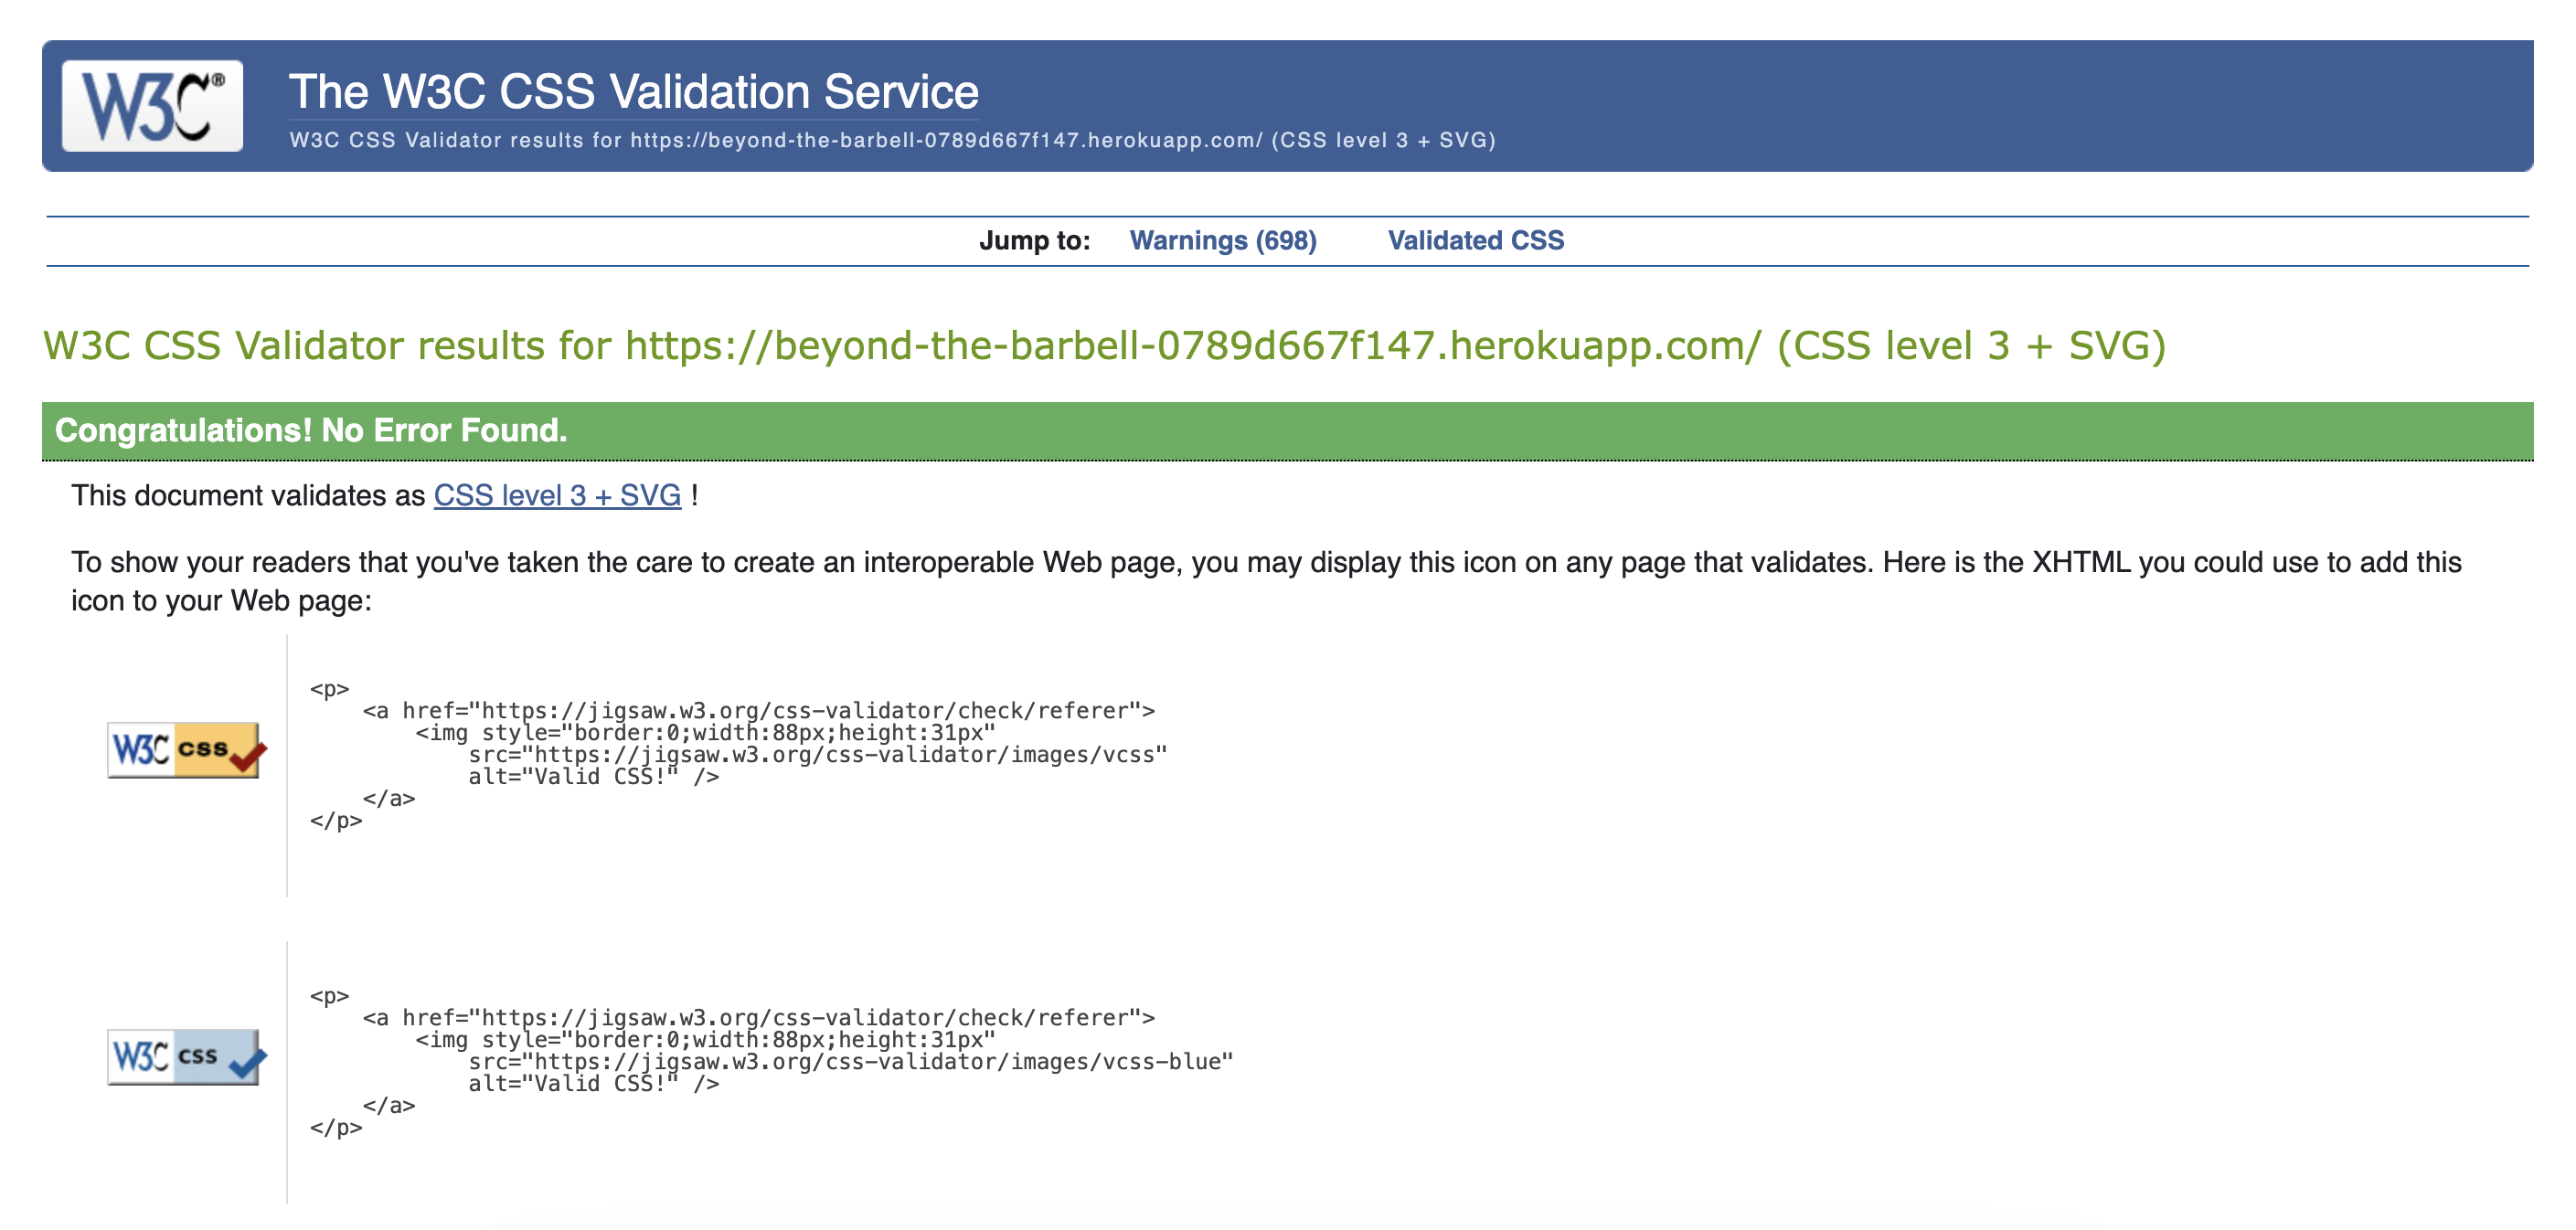 W3C®
The W3C CSS Validation Service
W3C CSS Validator results for https://beyond-the-barbell-0789d667f147.herokuapp.com/ (CSS level 3 + SVG)
Jump to: Warnings (698) Validated CSS
W3C CSS Validator results for https://beyond-the-barbell-0789d667f147.herokuapp.com/ (CSS level 3 + SVG)
Congratulations! No Error Found.
This document validates as CSS level 3 + SVG !
To show your readers that you've taken the care to create an interoperable Web page, you may display this icon on any page that validates. Here is the XHTML you could use to add this
icon to your Web page:
W3C css
<p>
<a href="https://jigsaw.w3.org/css-validator/check/referer">
<img style="border:0;width:88px;height:31px"
src="https://jigsaw.w3.org/css-validator/images/vcss"
alt="Valid CSS!" />
</a>
</p>
W3C css
<p>
<a href="https://jigsaw.w3.org/css-validator/check/referer">
<img style="border:0;width:88px;height:31px"
src="https://jigsaw.w3.org/css-validator/images/vcss-blue"
alt="Valid CSS!" />
</a>
</p>